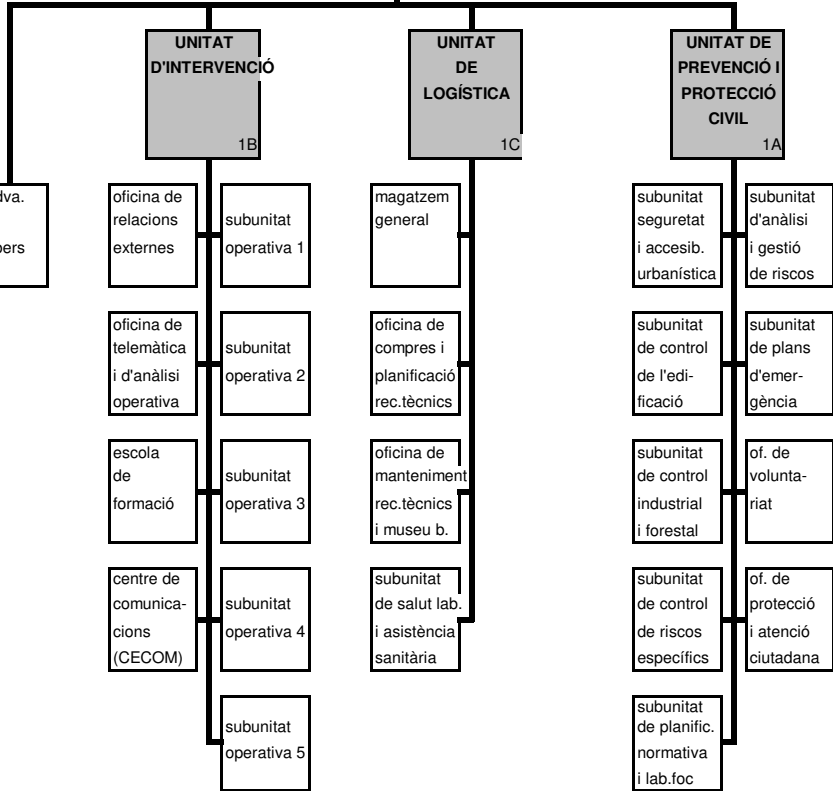 UNITAT
D'INTERVENCIÓ
1B
UNITAT
DE
LOGÍSTICA
1C
UNITAT DE
PREVENCIÓ I
PROTECCIÓ
CIVIL
1A
oficina de
relacions
externes
subunitat
operativa 1
oficina de
telemàtica
i d'anàlisi
operativa
subunitat
operativa 2
escola
de
formació
subunitat
operativa 3
centre de
comunica-
cions
(CECOM)
subunitat
operativa 4
subunitat
operativa 5
magatzem
general
oficina de
compres i
planificació
rec.tècnics
oficina de
manteniment
rec.tècnics
i museu b.
subunitat
de salut lab.
i asistència
sanitària
subunitat
seguretat
i accesib.
urbanística
subunitat
d'anàlisi
i gestió
de riscos
subunitat
de control
de l'edi-
ficació
subunitat
de plans
d'emer-
gència
subunitat
de control
industrial
i forestal
of. de
volunta-
riat
subunitat
de control
de riscos
específics
of. de
protecció
i atenció
ciutadana
subunitat
de planific.
normativa
i lab.foc